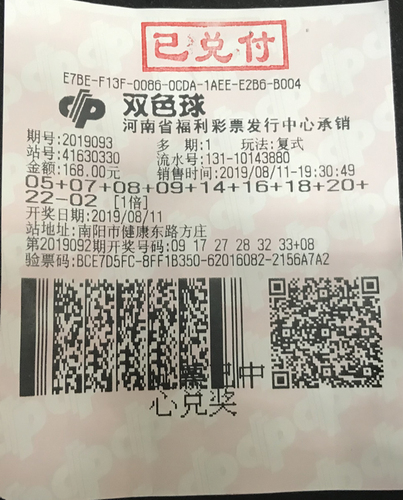 已兑付
E7BE-F13F-0086-0CDA-1AEE-E2B6-B004
双色球
河南省福利彩票发行中心承销
期号:2019093 多 期:1 玩法:复式
站号:41630330 流水号:131-10143880
金额:168.00元 销售时间:2019/08/11-19:30:49
05+07+08+09+14+16+18+20+
22-02 [1倍]
开奖日期:2019/08/11
站地址:南阳市健康东路方庄
第2019092期开奖号码:09 17 27 28 32 33+08
验票码:BCE7D5FC-8FF1B350-62016082-2156A7A2
此票已中
心兑奖